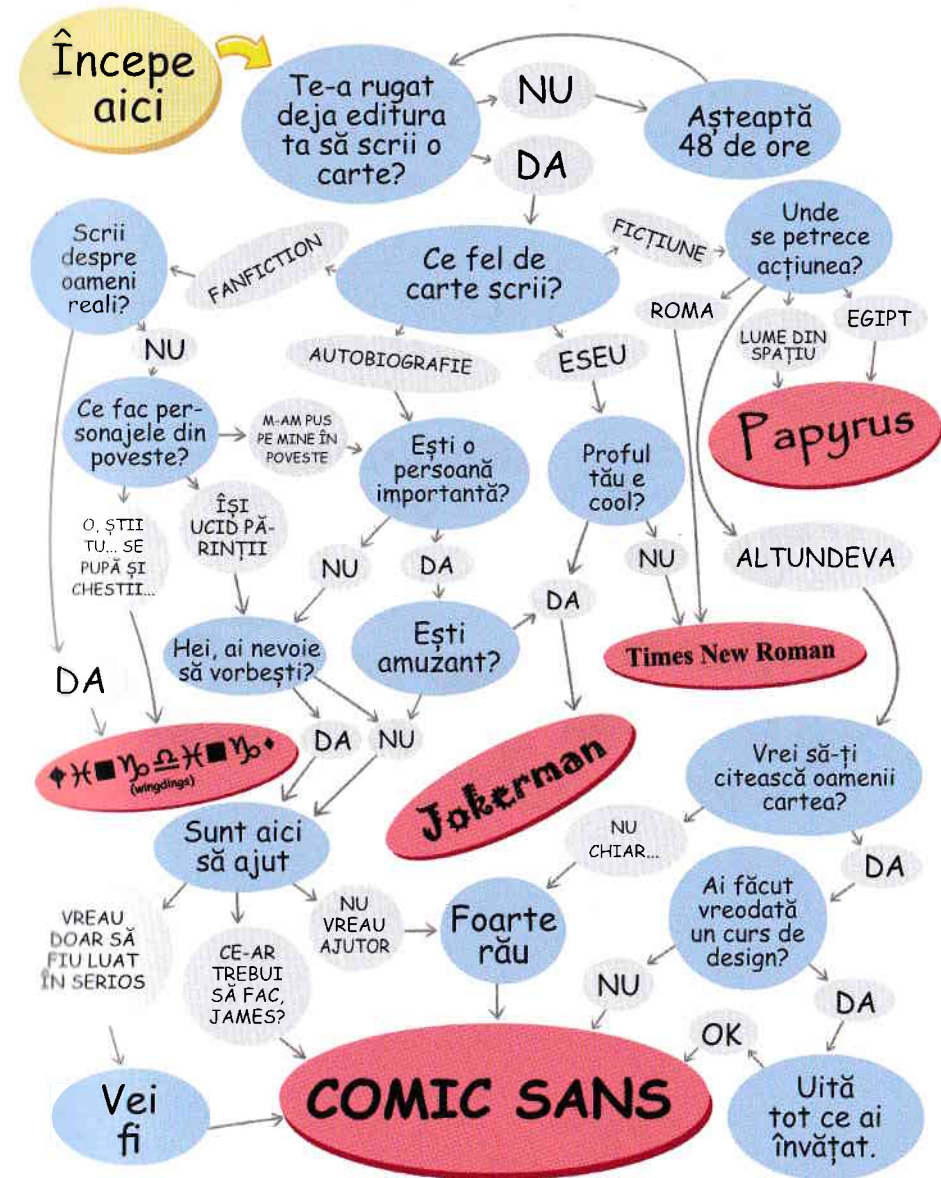 Începe
aici
Te-a rugat
deja editura
ta să scrii o
carte?
NU
Așteaptă
48 de ore
DA
Scrii
despre
oameni
reali?
FANFICTION
Ce fel de
carte scrii?
FICȚIUNE
Unde
se petrece
acțiunea?
NU
AUTOBIOGRAFIE
ESEU
ROMA
LUME DIN
SPAȚIU
EGIPT
Papyrus
Ce fac per-
sonajele din
poveste?
M-AM PUS
PE MINE ÎN
POVESTE
Ești o
persoană
importantă?
Proful
tău e
cool?
O, ȘTII
TU... SE
PUPĂ ȘI
CHESTII...
ÎȘI
UCID PĂ-
RINȚII
NU
DA
DA
NU
ALTUNDEVA
Hei, ai nevoie
să vorbești?
Ești
amuzant?
Times New Roman
DA
♦♓■♑♎♓■♑♦
(wingdings)
DA
NU
Jokerman
Vrei să-ți
citească oamenii
cartea?
Sunt aici
să ajut
NU
CHIAR...
DA
VREAU
DOAR SĂ
FIU LUAT
ÎN SERIOS
CE-AR
TREBUI
SĂ FAC,
JAMES?
NU
VREAU
AJUTOR
Foarte
rău
Ai făcut
vreodată
un curs de
design?
NU
DA
OK
Vei
fi
COMIC SANS
Uită
tot ce ai
învățat.